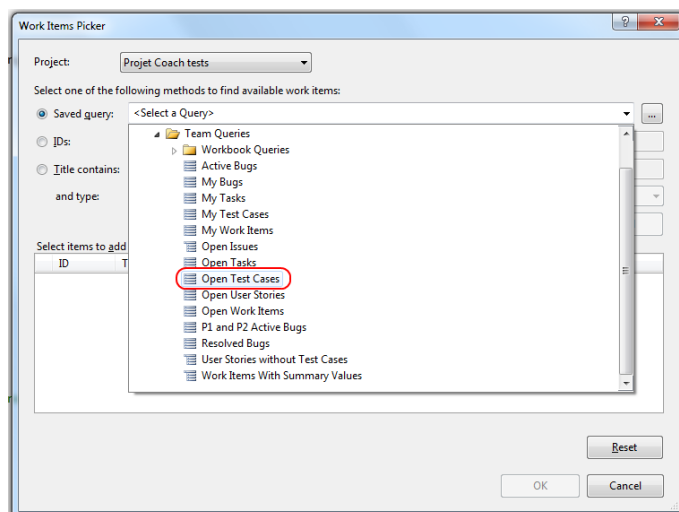 Work Items Picker
Project: Projet Coach tests
Select one of the following methods to find available work items:
Saved query: <Select a Query> ...
Team Queries
IDs:
Workbook Queries
Active Bugs
Title contains:
My Bugs
My Tasks
and type:
My Test Cases
My Work Items
Open Issues
Select items to add
Open Tasks
ID T
Open Test Cases
Open User Stories
Open Work Items
P1 and P2 Active Bugs
Resolved Bugs
User Stories without Test Cases
Work Items With Summary Values
Reset
OK Cancel